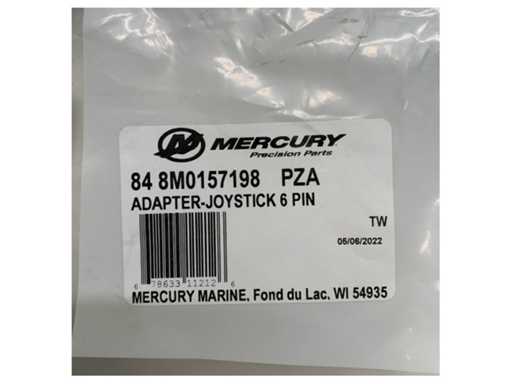 MERCURY
Precision Parts
84 8M0157198 PZA
ADAPTER-JOYSTICK 6 PIN
TW
05/06/2022
6 78633 11212 6
MERCURY MARINE, Fond du Lac, WI 54935